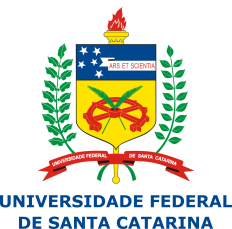 ARS ET SCIENTIA
UNIVERSIDADE FEDERAL DE SANTA CATARINA
UNIVERSIDADE FEDERAL
DE SANTA CATARINA